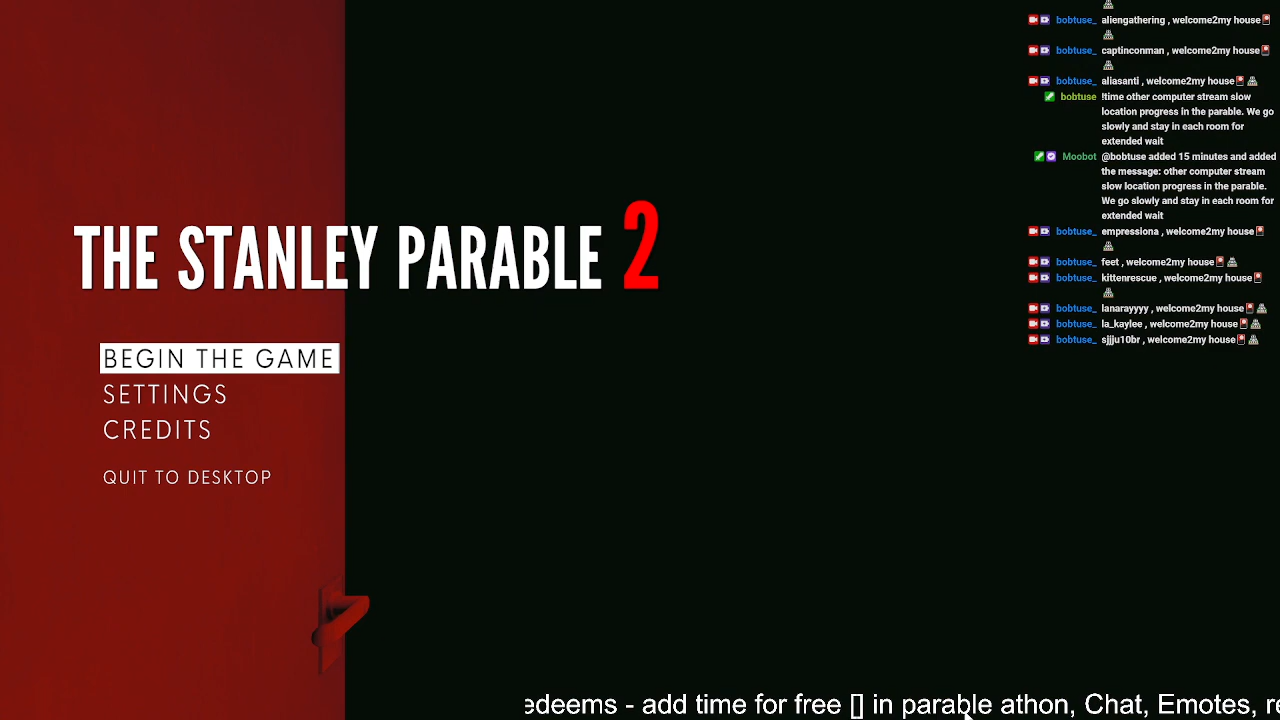 THE STANLEY PARABLE 2
BEGIN THE GAME
SETTINGS
CREDITS
QUIT TO DESKTOP
bobtuse_ aliengathering , welcome2my house
bobtuse_ captinconman , welcome2my house
bobtuse_ aliasanti , welcome2my house
bobtuse !time other computer stream slow
location progress in the parable. We go
slowly and stay in each room for
extended wait
Moobot @bobtuse added 15 minutes and added
the message: other computer stream
slow location progress in the parable.
We go slowly and stay in each room for
extended wait
bobtuse_ empressiona , welcome2my house
bobtuse_ feet , welcome2my house
bobtuse_ kittenrescue , welcome2my house
bobtuse_ lanarayyyy , welcome2my house
bobtuse_ la_kaylee , welcome2my house
bobtuse_ sjjju10br , welcome2my house
edeems - add time for free [] in parable athon, Chat, Emotes, re